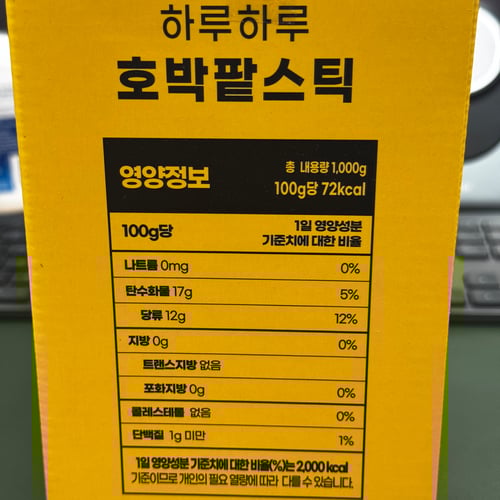 하루하루
호박팥스틱
영양정보
총 내용량 1,000g
100g당 72kcal
100g당
1일 영양성분
기준치에 대한 비율
나트륨 0mg 0%
탄수화물 17g 5%
당류 12g 12%
지방 0g 0%
트랜스지방 없음
포화지방 0g 0%
콜레스테롤 없음 0%
단백질 1g 미만 1%
1일 영양성분 기준치에 대한 비율(%)는 2,000 kcal
기준이므로 개인의 필요 열량에 따라 다를 수 있습니다.